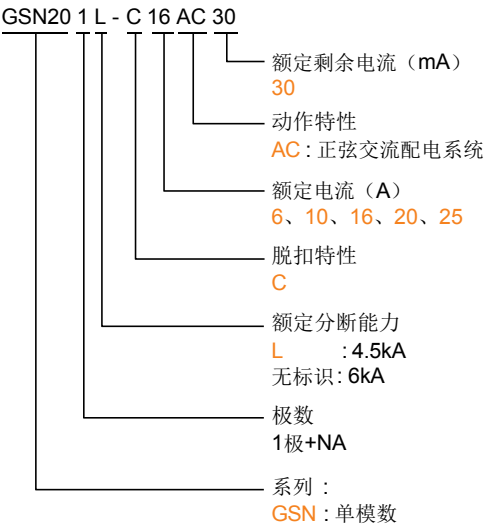 GSN20 1 L - C 16 AC 30
额定剩余电流（mA）
30
动作特性
AC : 正弦交流配电系统
额定电流（A）
6、10、16、20、25
脱扣特性
C
额定分断能力
L : 4.5kA
无标识 : 6kA
极数
1极+NA
系列 :
GSN : 单模数